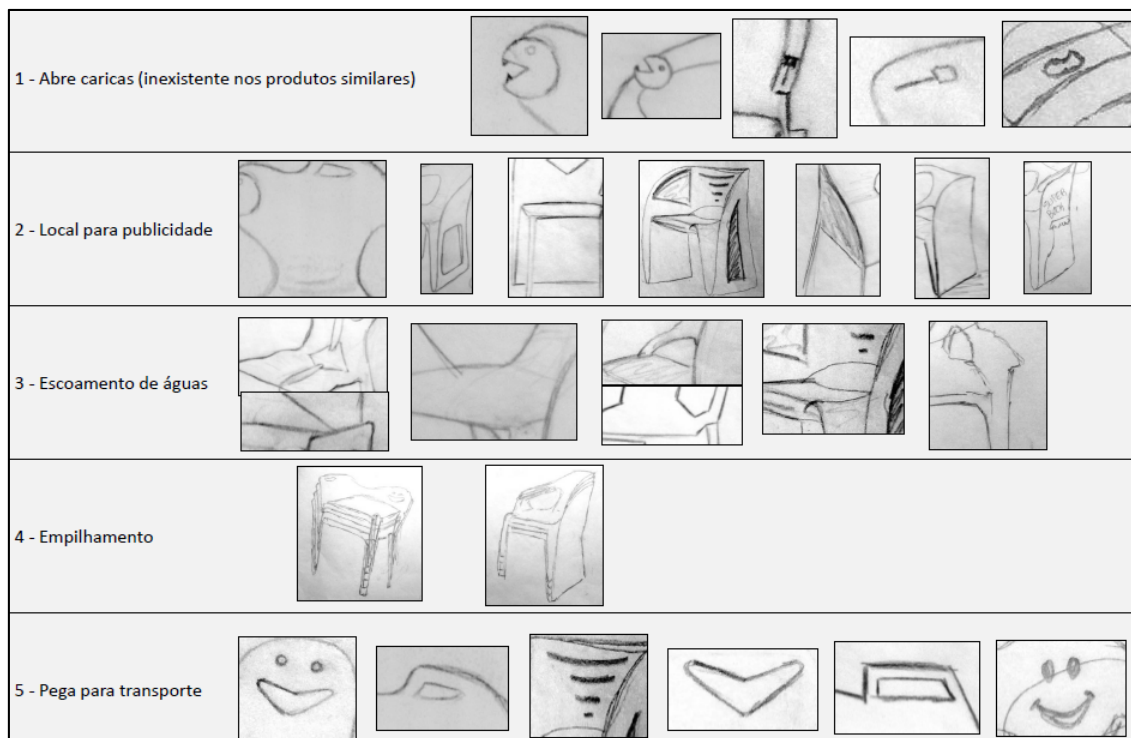 1 - Abre caricas (inexistente nos produtos similares)
2 - Local para publicidade
3 - Escoamento de águas
4 - Empilhamento
5 - Pega para transporte